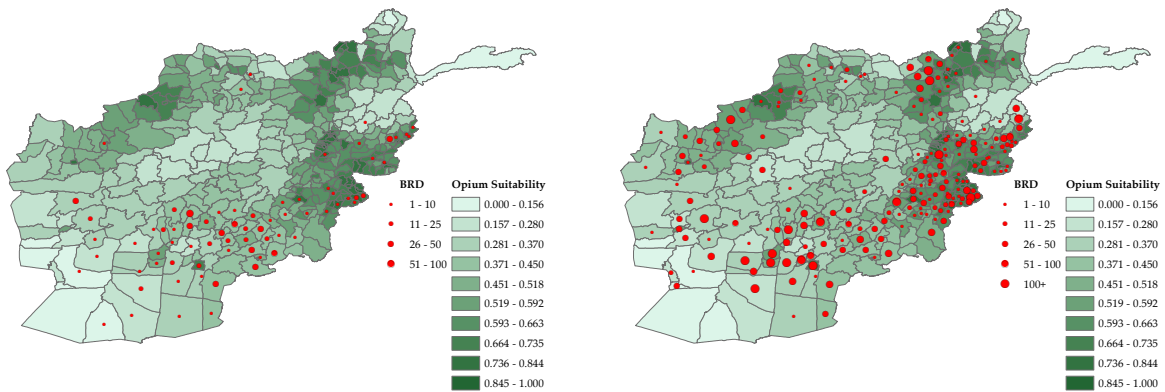 BRD Opium Suitability
1 - 10 0.000 - 0.156
11 - 25 0.157 - 0.280
26 - 50 0.281 - 0.370
51 - 100 0.371 - 0.450
0.451 - 0.518
0.519 - 0.592
0.593 - 0.663
0.664 - 0.735
0.736 - 0.844
0.845 - 1.000
BRD Opium Suitability
1 - 10 0.000 - 0.156
11 - 25 0.157 - 0.280
26 - 50 0.281 - 0.370
51 - 100 0.371 - 0.450
100+ 0.451 - 0.518
0.519 - 0.592
0.593 - 0.663
0.664 - 0.735
0.736 - 0.844
0.845 - 1.000